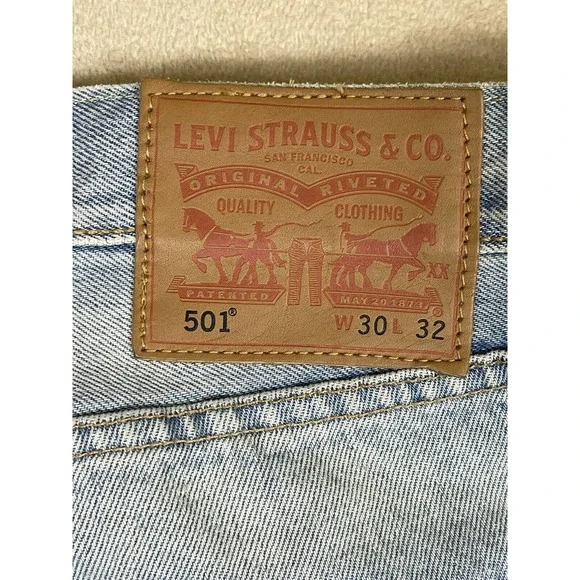 LEVI STRAUSS & CO.
SAN FRANCISCO
CAL.
ORIGINAL RIVETED
QUALITY CLOTHING
XX
PATENTED MAY 20 1873 ®
501® W 30 L 32